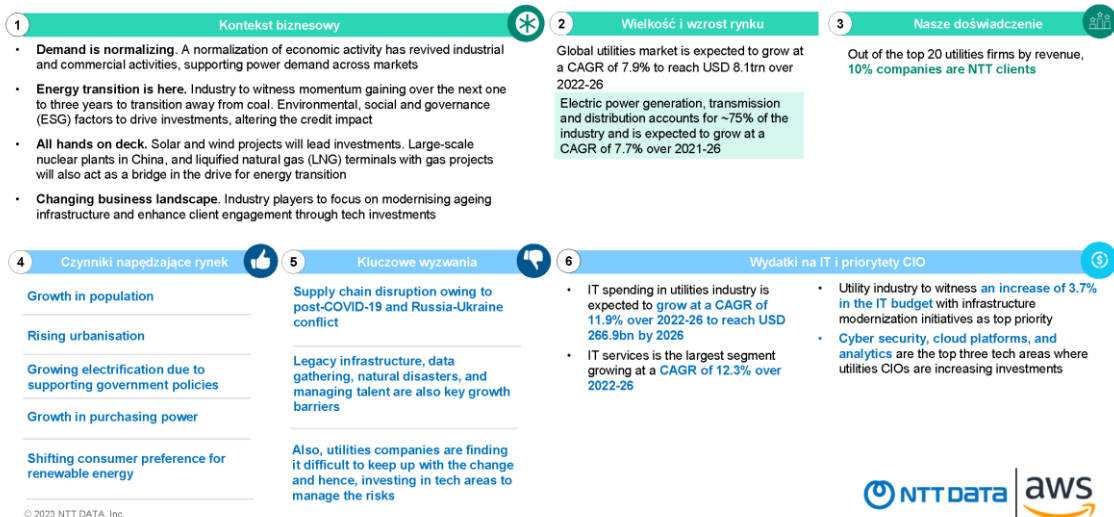 1
Kontekst biznesowy
• Demand is normalizing. A normalization of economic activity has revived industrial
and commercial activities, supporting power demand across markets
• Energy transition is here. Industry to witness momentum gaining over the next one
to three years to transition away from coal. Environmental, social and governance
(ESG) factors to drive investments, altering the credit impact
• All hands on deck. Solar and wind projects will lead investments. Large-scale
nuclear plants in China, and liquified natural gas (LNG) terminals with gas projects
will also act as a bridge in the drive for energy transition
• Changing business landscape. Industry players to focus on modernising ageing
infrastructure and enhance client engagement through tech investments
2
Wielkość i wzrost rynku
Global utilities market is expected to grow at
a CAGR of 7.9% to reach USD 8.1trn over
2022-26
Electric power generation, transmission
and distribution accounts for ~75% of the
industry and is expected to grow at a
CAGR of 7.7% over 2021-26
3
Nasze doświadczenie
Out of the top 20 utilities firms by revenue,
10% companies are NTT clients
4
Czynniki napędzające rynek
Growth in population
Rising urbanisation
Growing electrification due to
supporting government policies
Growth in purchasing power
Shifting consumer preference for
renewable energy
5
Kluczowe wyzwania
Supply chain disruption owing to
post-COVID-19 and Russia-Ukraine
conflict
Legacy infrastructure, data
gathering, natural disasters, and
managing talent are also key growth
barriers
Also, utilities companies are finding
it difficult to keep up with the change
and hence, investing in tech areas to
manage the risks
6
Wydatki na IT i priorytety CIO
• IT spending in utilities industry is
expected to grow at a CAGR of
11.9% over 2022-26 to reach USD
266.9bn by 2026
• IT services is the largest segment
growing at a CAGR of 12.3% over
2022-26
• Utility industry to witness an increase of 3.7%
in the IT budget with infrastructure
modernization initiatives as top priority
• Cyber security, cloud platforms, and
analytics are the top three tech areas where
utilities CIOs are increasing investments
NTT DATA
aws
© 2023 NTT DATA, Inc.